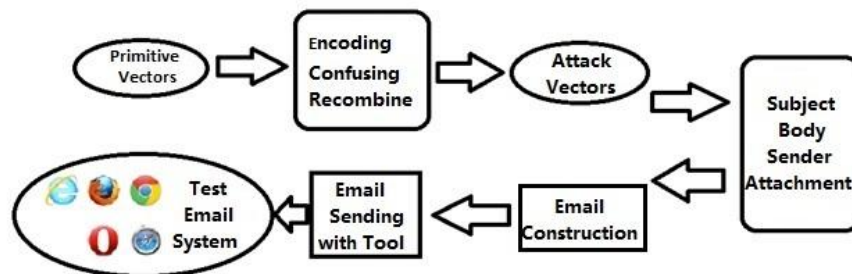 Primitive
Vectors
Encoding
Confusing
Recombine
Attack
Vectors
Subject
Body
Sender
Attachment
Email
Construction
Email
Sending
with Tool
Test
Email
System